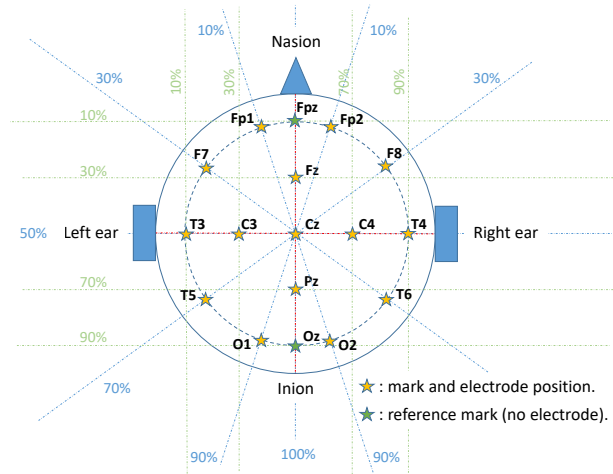 10%
10%
Nasion
30%
10%
30%
70%
90%
30%
10%
Fp1
Fpz
Fp2
F7
F8
30%
Fz
T3
C3
Cz
C4
T4
50%
Left ear
Right ear
70%
T5
Pz
T6
90%
O1
Oz
O2
70%
Inion
: mark and electrode position.
: reference mark (no electrode).
90%
100%
90%